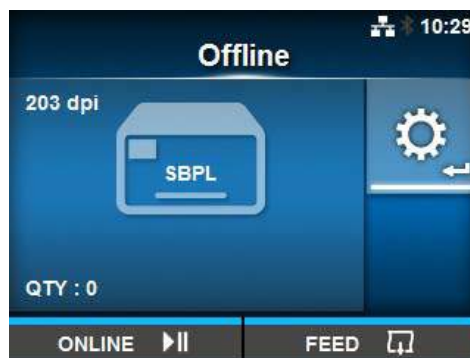 10:29
Offline
203 dpi
SBPL
QTY : 0
ONLINE
FEED